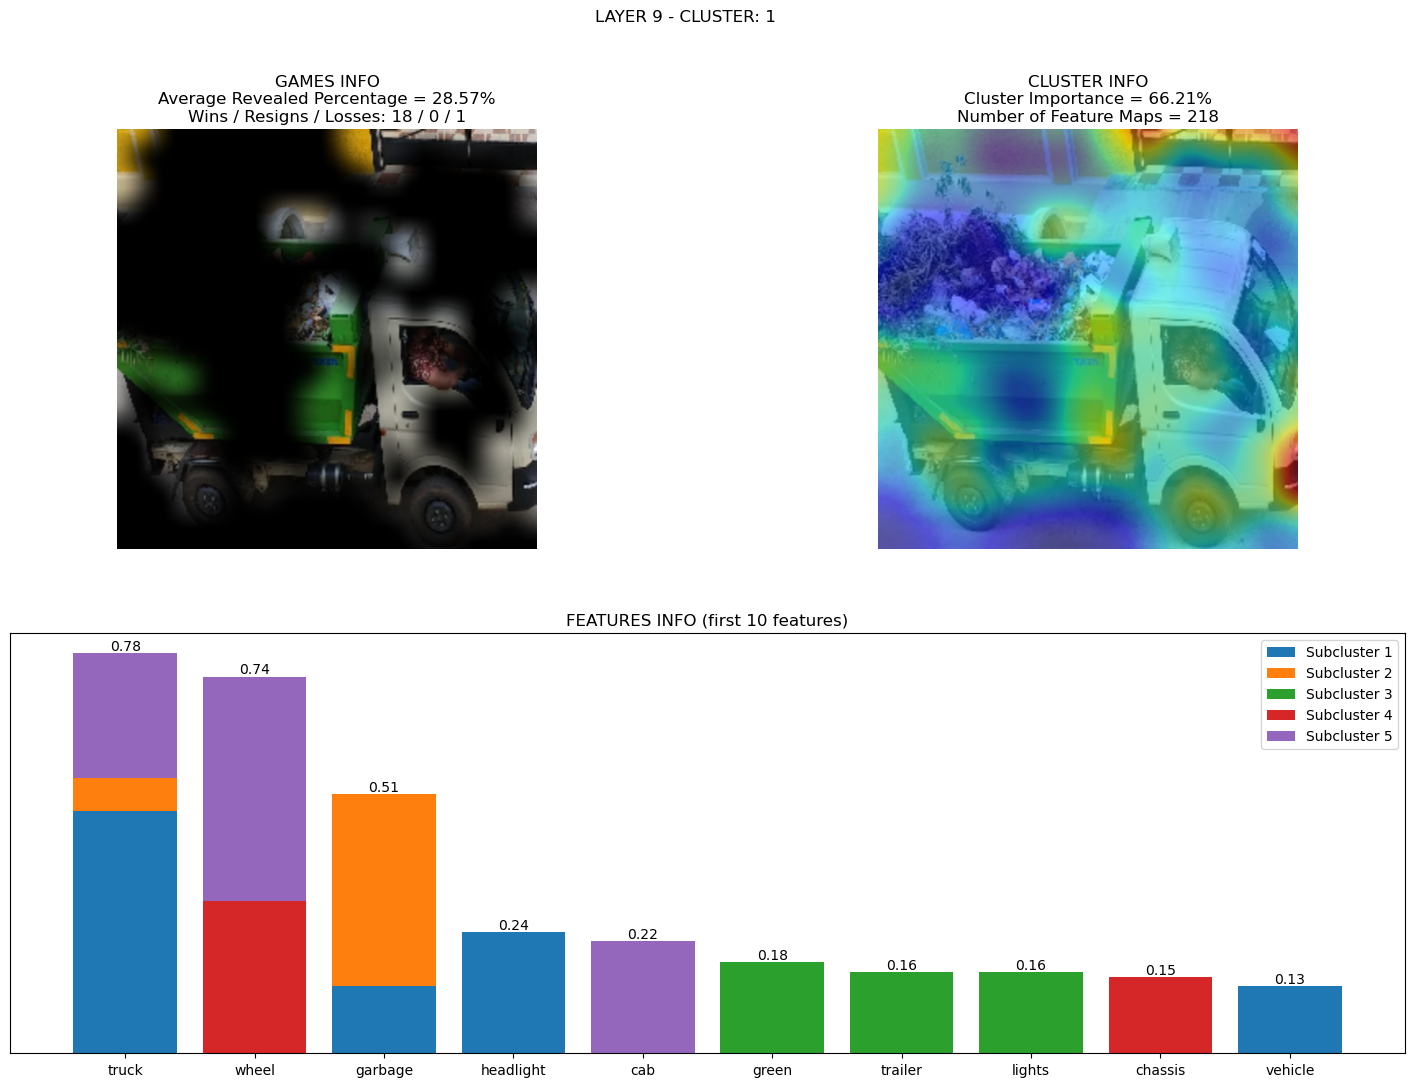 LAYER 9 - CLUSTER: 1
GAMES INFO
Average Revealed Percentage = 28.57%
Wins / Resigns / Losses: 18 / 0 / 1
CLUSTER INFO
Cluster Importance = 66.21%
Number of Feature Maps = 218
FEATURES INFO (first 10 features)
0.78
0.74
0.51
0.24
0.22
0.18
0.16
0.16
0.15
0.13
Subcluster 1
Subcluster 2
Subcluster 3
Subcluster 4
Subcluster 5
truck
wheel
garbage
headlight
cab
green
trailer
lights
chassis
vehicle